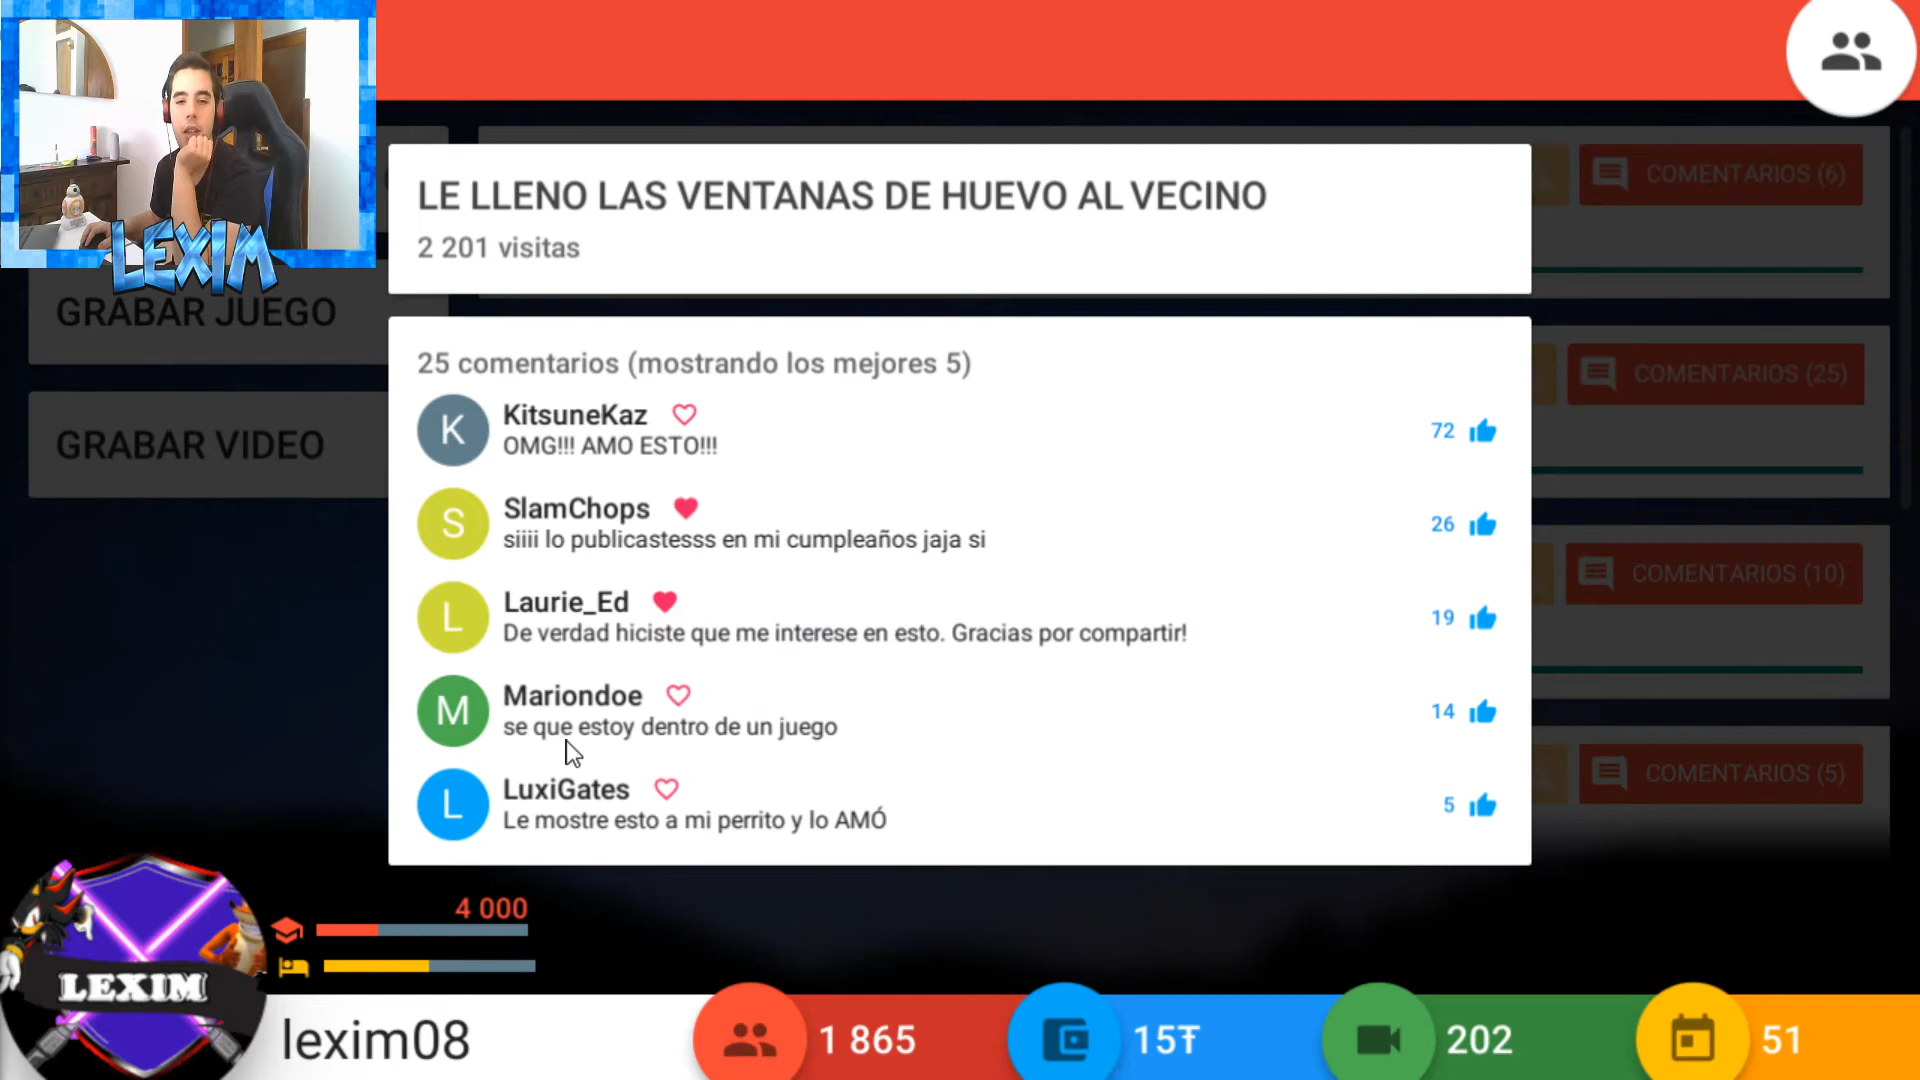 LEXIM
GRABAR JUEGO
GRABAR VIDEO
LE LLENO LAS VENTANAS DE HUEVO AL VECINO
2 201 visitas
25 comentarios (mostrando los mejores 5)
K
KitsuneKaz
OMG!!! AMO ESTO!!!
72
S
SlamChops
siiii lo publicastesss en mi cumpleaños jaja si
26
L
Laurie_Ed
De verdad hiciste que me interese en esto. Gracias por compartir!
19
M
Mariondoe
se que estoy dentro de un juego
14
L
LuxiGates
Le mostre esto a mi perrito y lo AMÓ
5
COMENTARIOS (6)
COMENTARIOS (25)
COMENTARIOS (10)
COMENTARIOS (5)
4 000
LEXIM
lexim08
1 865
15Ŧ
202
51